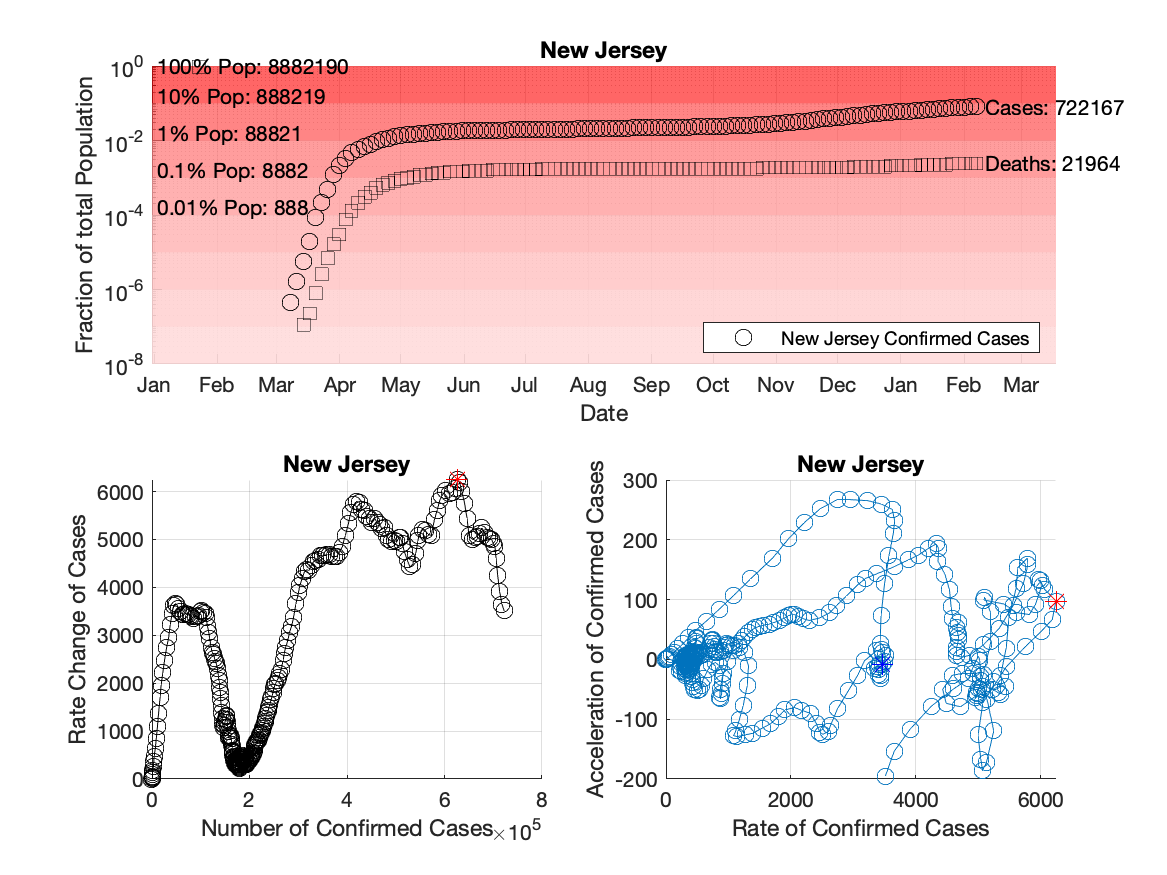 New Jersey
10^0
10^-2
10^-4
10^-6
10^-8
Fraction of total Population
100% Pop: 8882190
10% Pop: 888219
1% Pop: 88821
0.1% Pop: 8882
0.01% Pop: 888
Cases: 722167
Deaths: 21964
New Jersey Confirmed Cases
Jan Feb Mar Apr May Jun Jul Aug Sep Oct Nov Dec Jan Feb Mar
Date
New Jersey
6000
5000
4000
3000
2000
1000
0
Rate Change of Cases
0 2 4 6 8
Number of Confirmed Cases ×10^5
New Jersey
300
200
100
0
-100
-200
Acceleration of Confirmed Cases
0 2000 4000 6000
Rate of Confirmed Cases